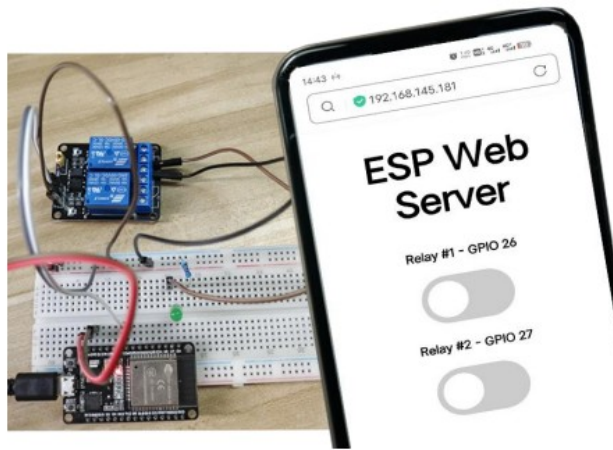 14:43
192.168.145.181
ESP Web
Server
Relay #1 - GPIO 26
Relay #2 - GPIO 27